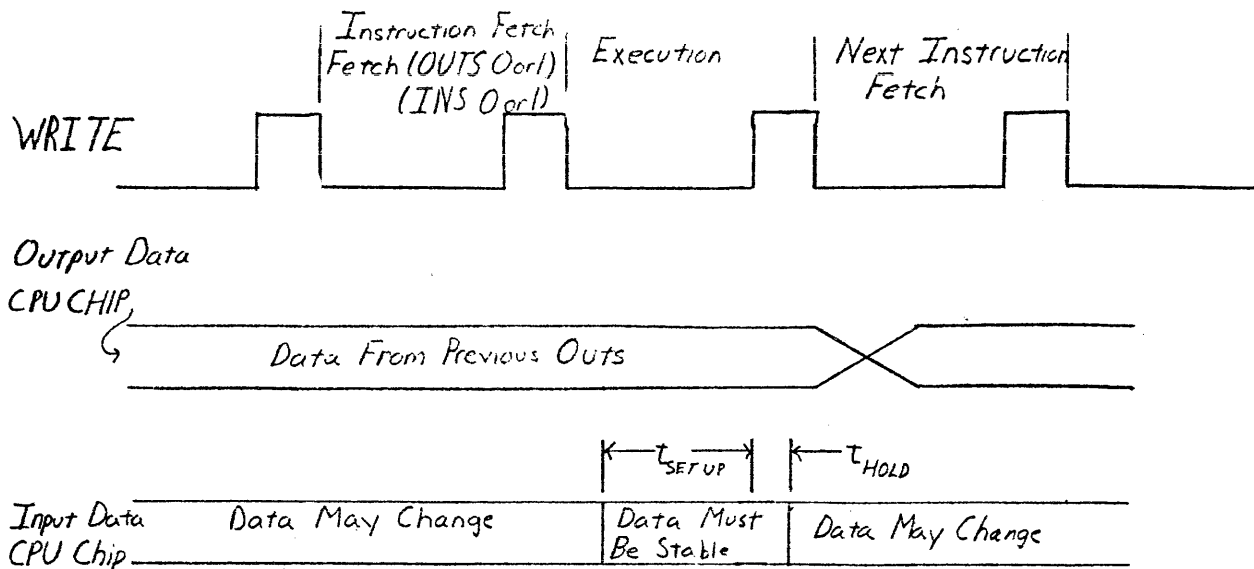 Instruction Fetch
Fetch (OUTS 0 or 1)
(INS 0 or 1)
Execution
Next Instruction
Fetch
WRITE
Output Data
CPU CHIP
Data From Previous Outs
tSETUP
tHOLD
Input Data
CPU Chip
Data May Change
Data Must
Be Stable
Data May Change